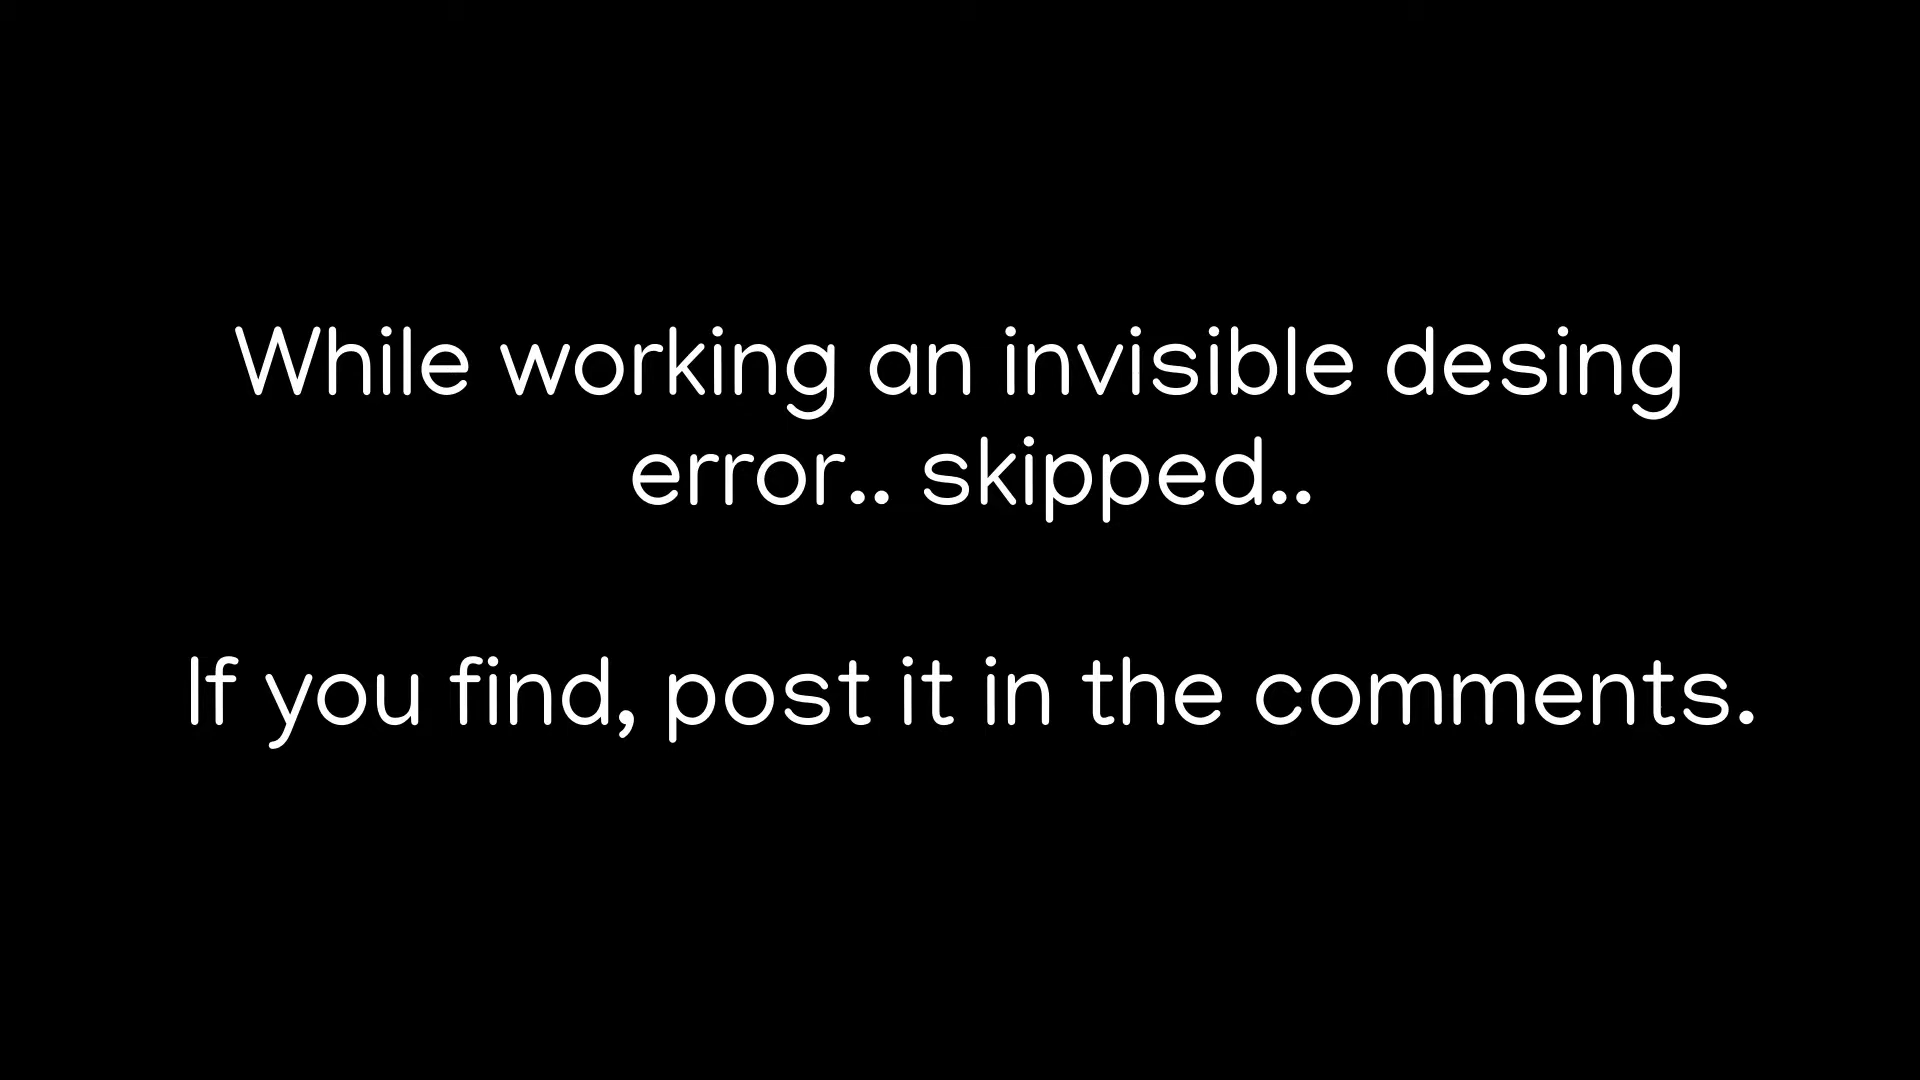 While working an invisible desing
error.. skipped..
If you find, post it in the comments.